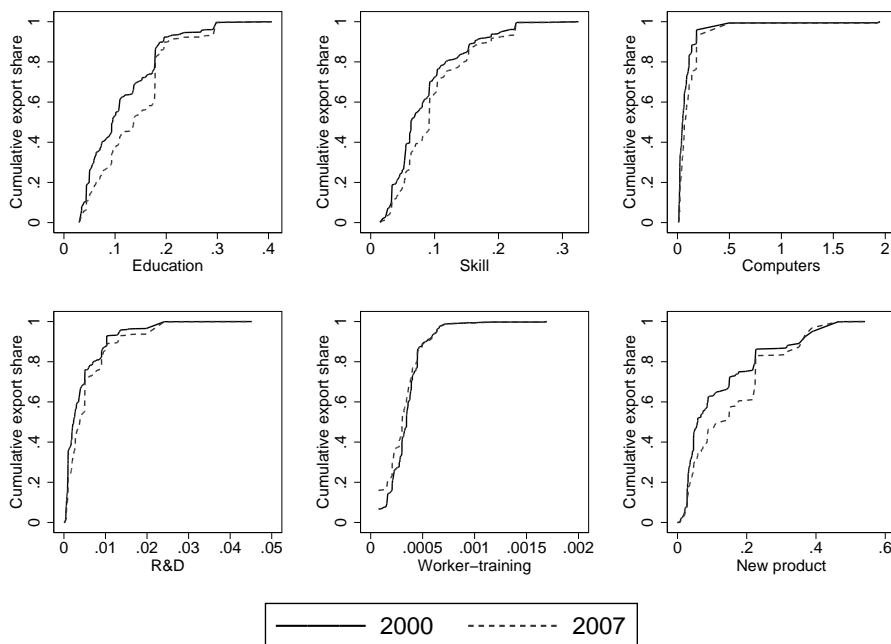 Cumulative export share
0 .2 .4 .6 .8 1
0 .1 .2 .3 .4
Education
Cumulative export share
0 .2 .4 .6 .8 1
0 .1 .2 .3
Skill
Cumulative export share
0 .2 .4 .6 .8 1
0 .5 1 1.5 2
Computers
Cumulative export share
0 .2 .4 .6 .8 1
0 .01 .02 .03 .04 .05
R&D
Cumulative export share
0 .2 .4 .6 .8 1
0 .0005 .001 .0015 .002
Worker−training
Cumulative export share
0 .2 .4 .6 .8 1
0 .2 .4 .6
New product
2000 2007